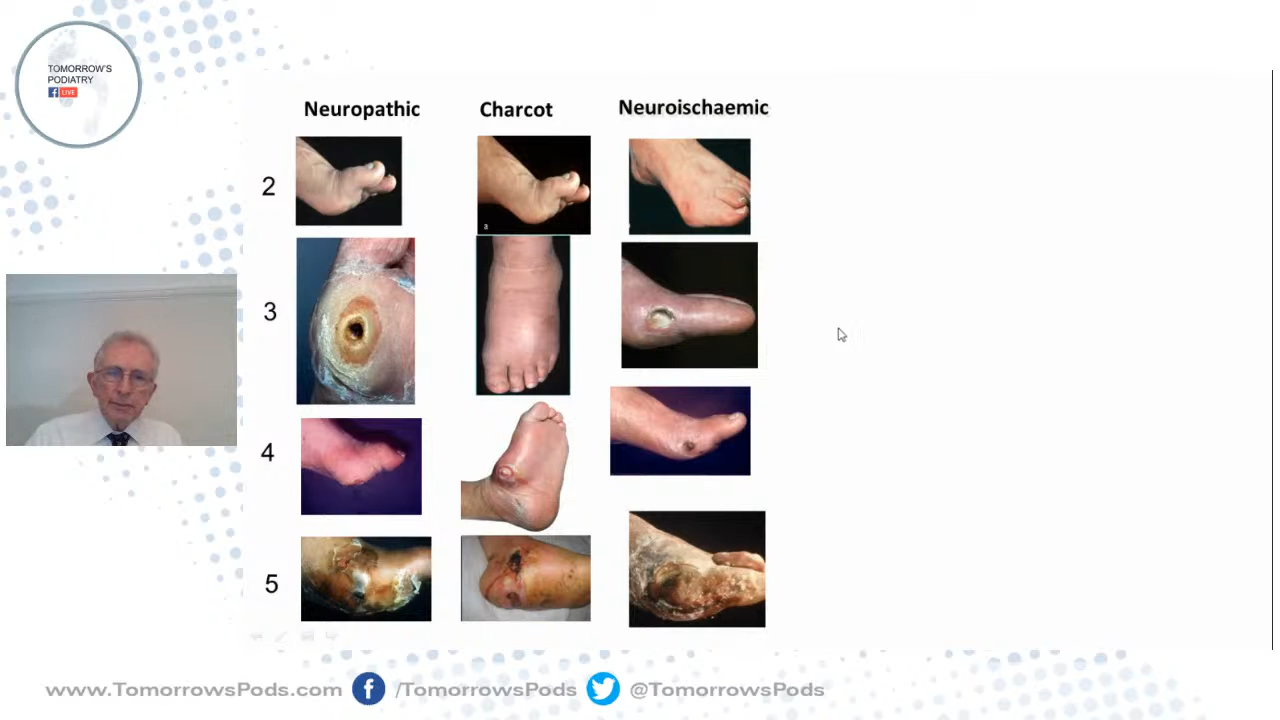 TOMORROW'S
PODIATRY
f LIVE
Neuropathic Charcot Neuroischaemic
2
a
3
4
5
www.TomorrowsPods.com f /TomorrowsPods @TomorrowsPods